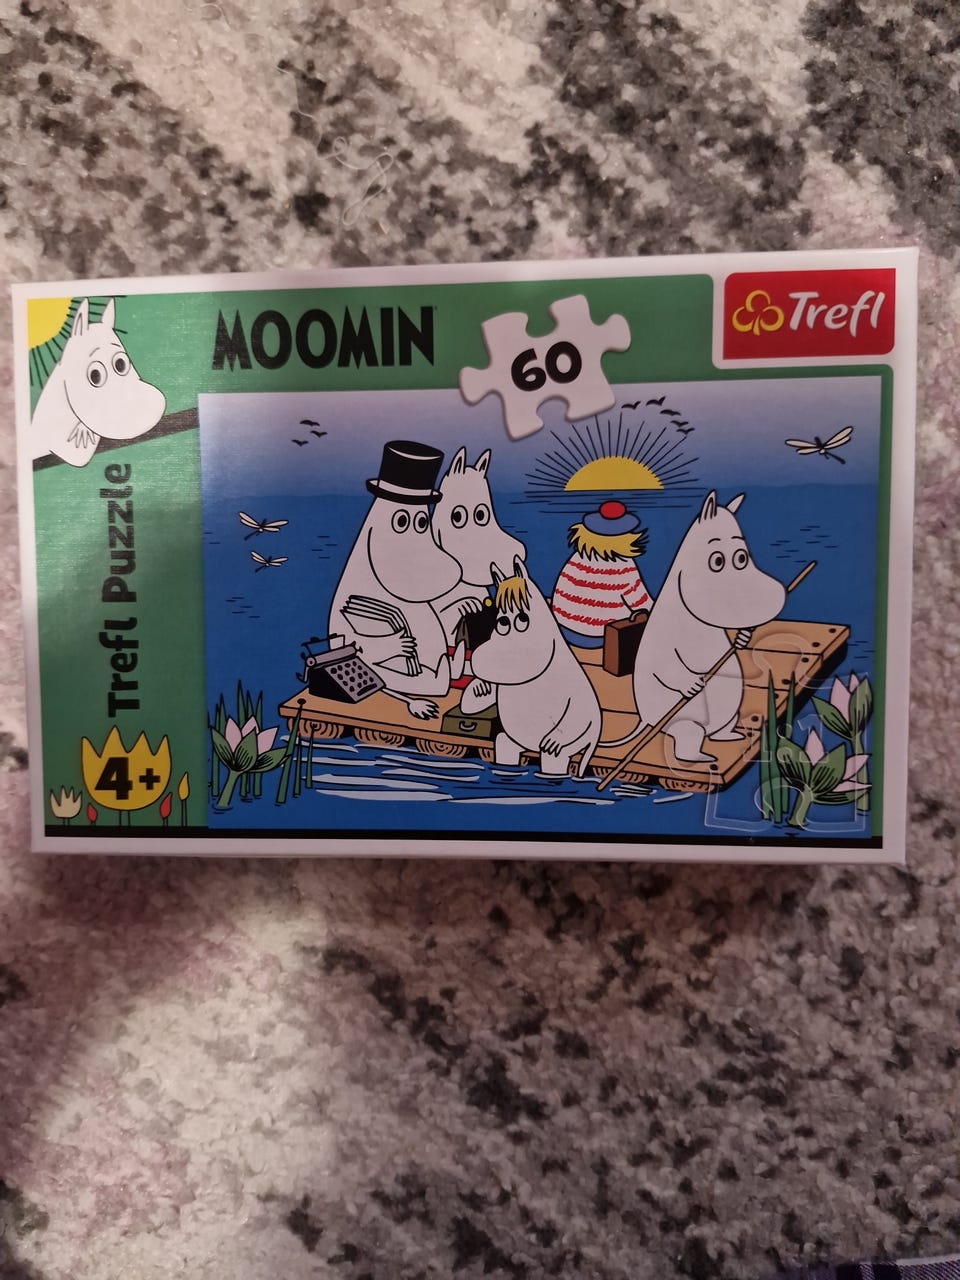 MOOMIN
60
Trefl
Trefl Puzzle
4+